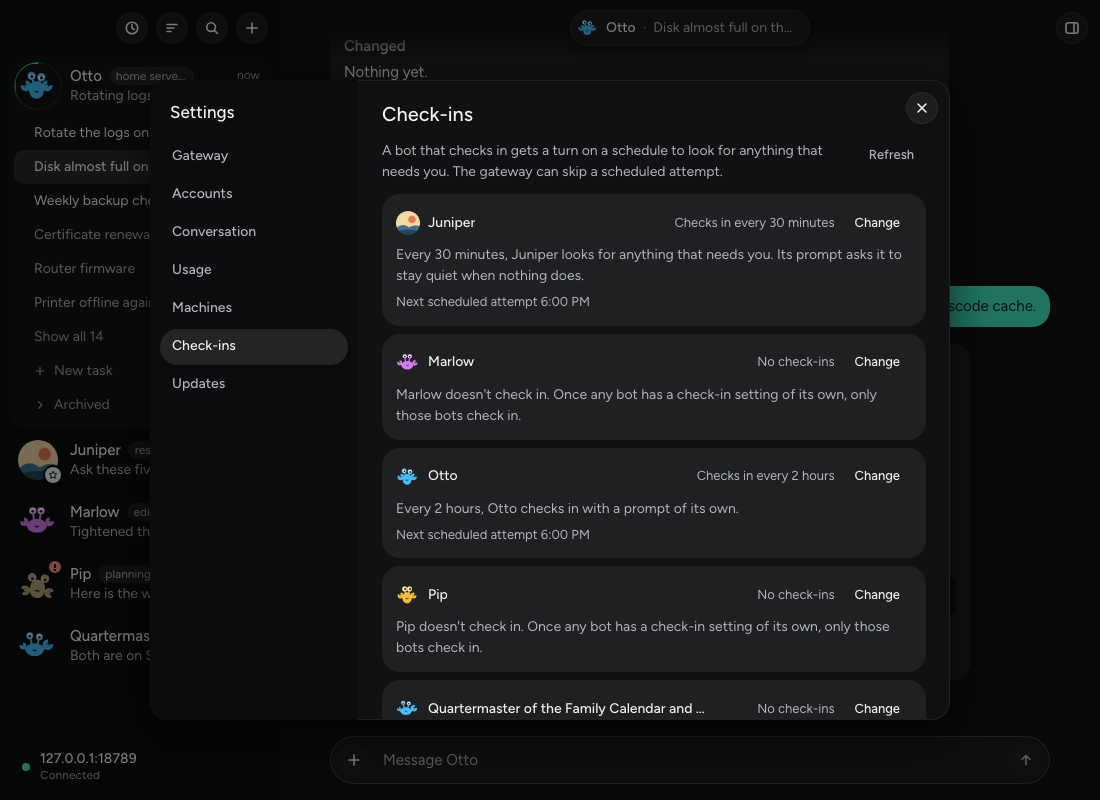 Otto · Disk almost full on th...
Changed
Nothing yet.
Otto home serve... now
Rotating logs
Rotate the logs on
Disk almost full on
Weekly backup che
Certificate renewa
Router firmware
Printer offline agai
Show all 14
New task
Archived
Juniper res
Ask these fiv
Marlow edi
Tightened th
Pip planning
Here is the w
Quartermas
Both are on S
127.0.0.1:18789
Connected
Settings
Gateway
Accounts
Conversation
Usage
Machines
Check-ins
Updates
Check-ins
A bot that checks in gets a turn on a schedule to look for anything that
needs you. The gateway can skip a scheduled attempt.
Refresh
Juniper Checks in every 30 minutes Change
Every 30 minutes, Juniper looks for anything that needs you. Its prompt asks it to
stay quiet when nothing does.
Next scheduled attempt 6:00 PM
Marlow No check-ins Change
Marlow doesn't check in. Once any bot has a check-in setting of its own, only
those bots check in.
Otto Checks in every 2 hours Change
Every 2 hours, Otto checks in with a prompt of its own.
Next scheduled attempt 6:00 PM
Pip No check-ins Change
Pip doesn't check in. Once any bot has a check-in setting of its own, only those
bots check in.
Quartermaster of the Family Calendar and ... No check-ins Change
scode cache.
Message Otto